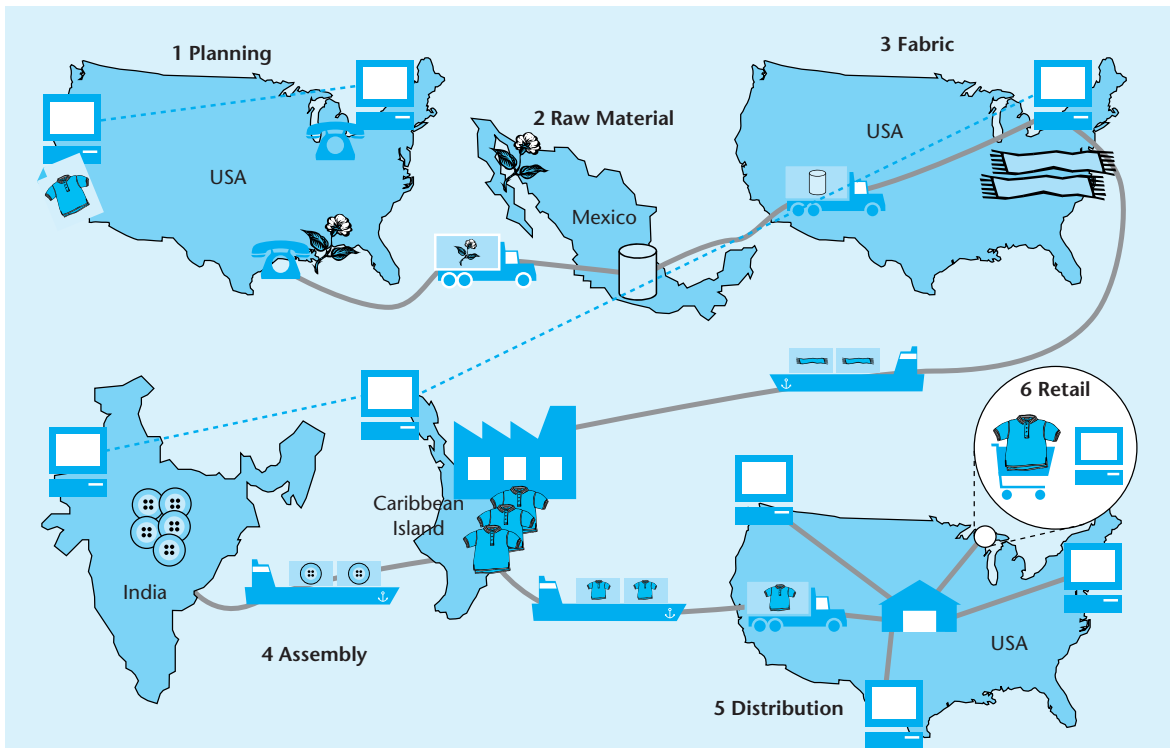 1 Planning
USA
2 Raw Material
Mexico
3 Fabric
USA
India
Caribbean
Island
4 Assembly
5 Distribution
USA
6 Retail